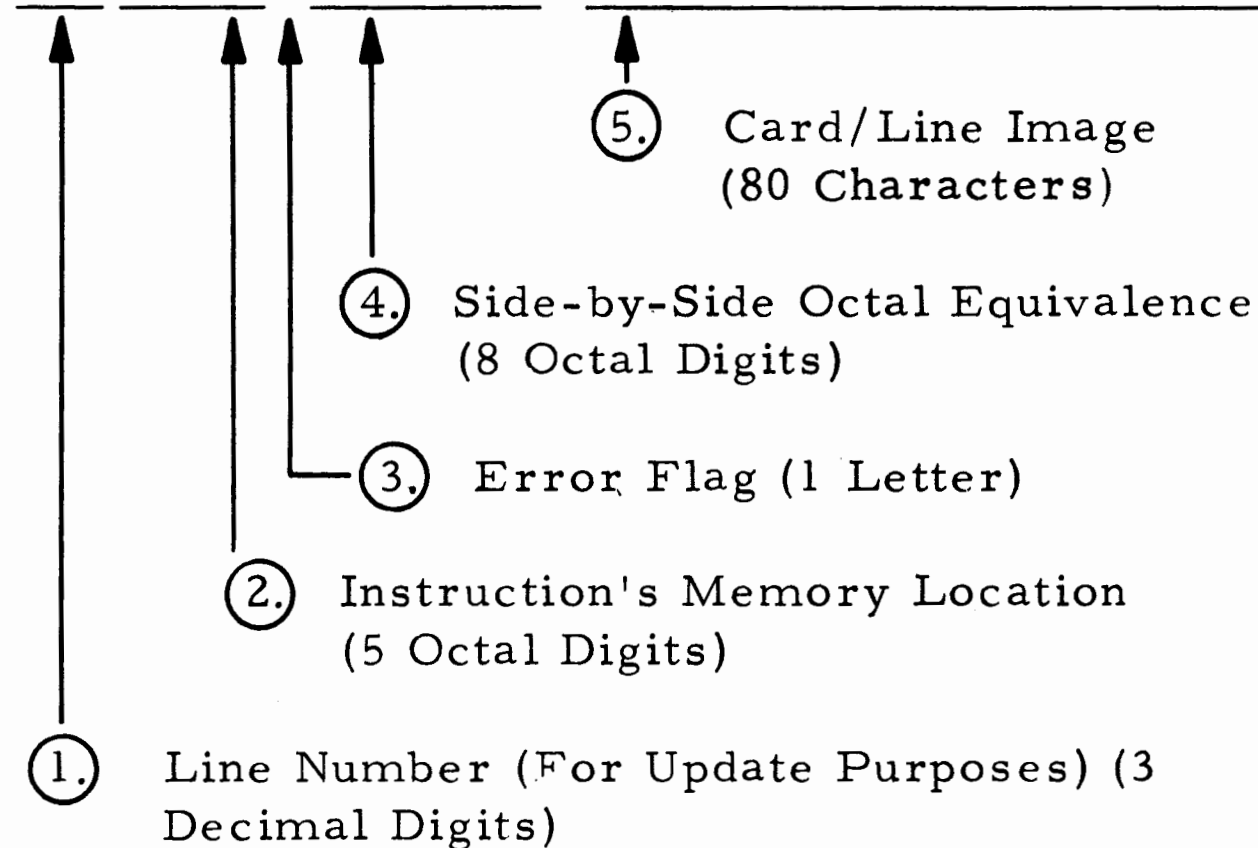 5. Card/Line Image
(80 Characters)
4. Side-by-Side Octal Equivalence
(8 Octal Digits)
3. Error Flag (1 Letter)
2. Instruction's Memory Location
(5 Octal Digits)
1. Line Number (For Update Purposes) (3
Decimal Digits)